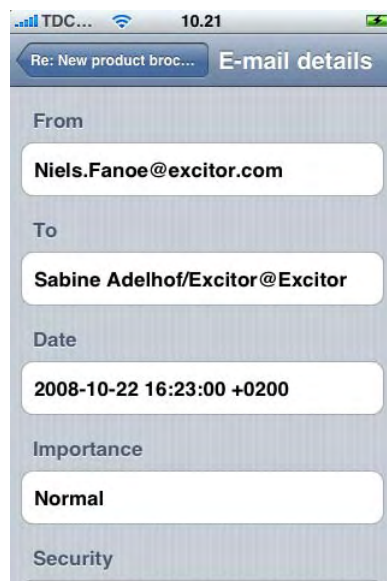 TDC... 10.21
Re: New product broc... E-mail details
From
Niels.Fanoe@excitor.com
To
Sabine Adelhof/Excitor@Excitor
Date
2008-10-22 16:23:00 +0200
Importance
Normal
Security